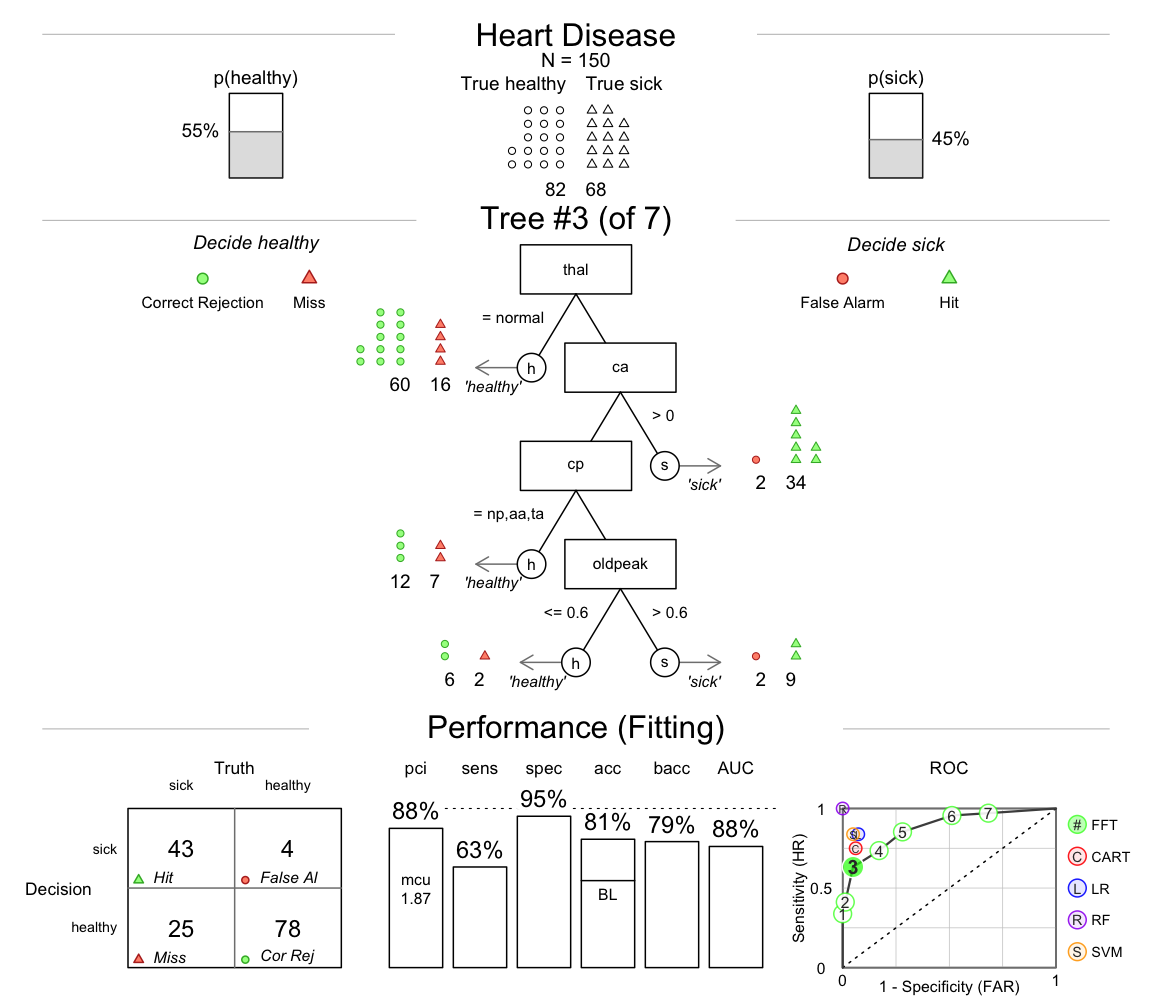 Heart Disease
N = 150
True healthy True sick
p(healthy)
55%
p(sick)
45%
82 68
Tree #3 (of 7)
Decide healthy
Correct Rejection Miss
Decide sick
False Alarm Hit
thal
= normal
h
'healthy'
60 16
ca
> 0
s
'sick'
2 34
cp
= np,aa,ta
h
'healthy'
12 7
oldpeak
<= 0.6 > 0.6
h
'healthy'
6 2
s
'sick'
2 9
Performance (Fitting)
Truth
sick healthy
Decision
sick
43 4
Hit False Al
healthy
25 78
Miss Cor Rej
pci sens spec acc bacc AUC
88% 63% 95% 81% 79% 88%
mcu
1.87
BL
ROC
Sensitivity (HR)
1
0.5
0
0 1
1 - Specificity (FAR)
R
S L
C
1 2 3 4 5 6 7
# FFT
C CART
L LR
R RF
S SVM